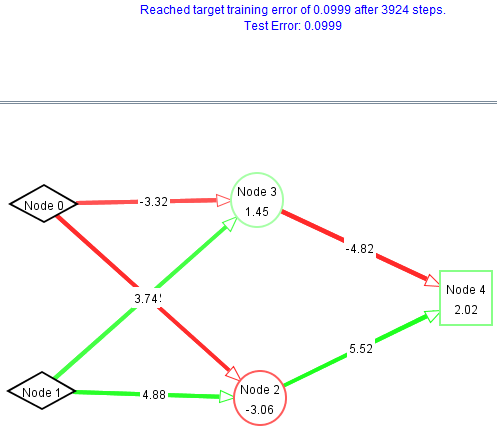 Reached target training error of 0.0999 after 3924 steps.
Test Error: 0.0999
Node 3
1.45
Node 0
-3.32
-4.82
Node 4
2.02
3.74
5.52
Node 1
4.88
Node 2
-3.06